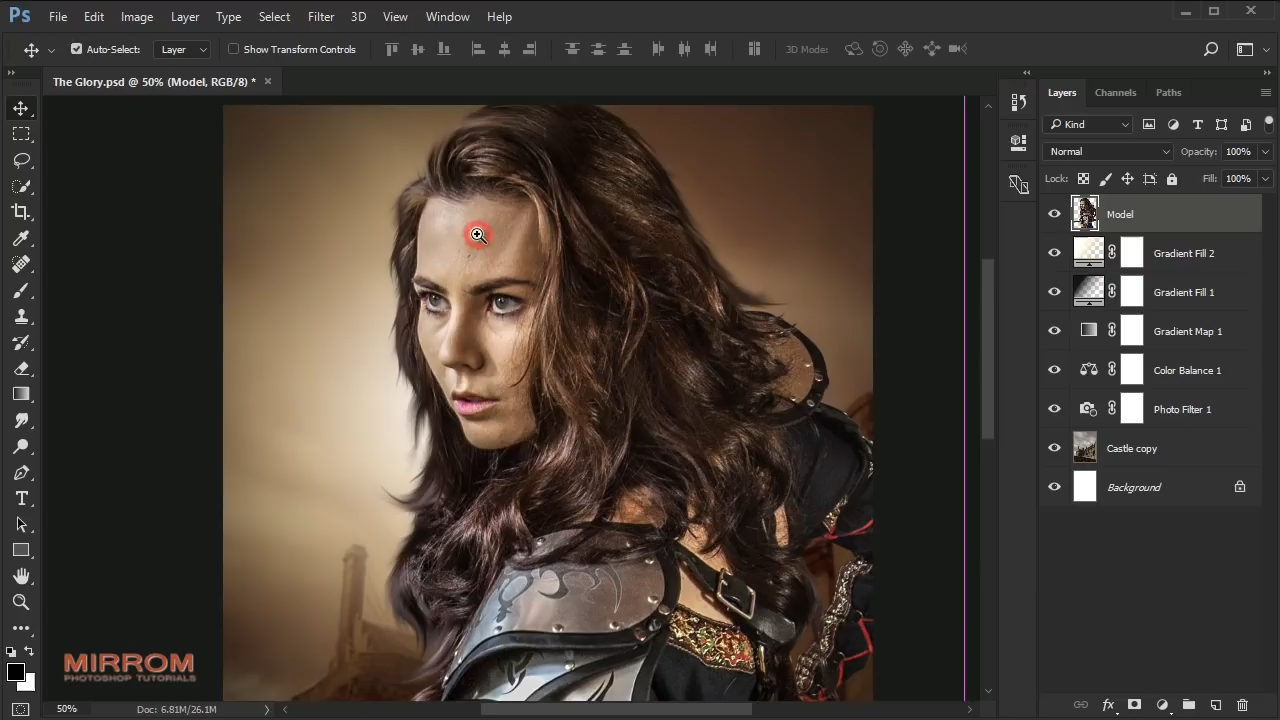 Ps File Edit Image Layer Type Select Filter 3D View Window Help
Auto-Select: Layer Show Transform Controls 3D Mode:
The Glory.psd @ 50% (Model, RGB/8) * ×
Layers Channels Paths
Kind
Normal Opacity: 100%
Lock: Fill: 100%
Model
Gradient Fill 2
Gradient Fill 1
Gradient Map 1
Color Balance 1
Photo Filter 1
Castle copy
Background
MIRROM
PHOTOSHOP TUTORIALS
50% Doc: 6.81M/26.1M